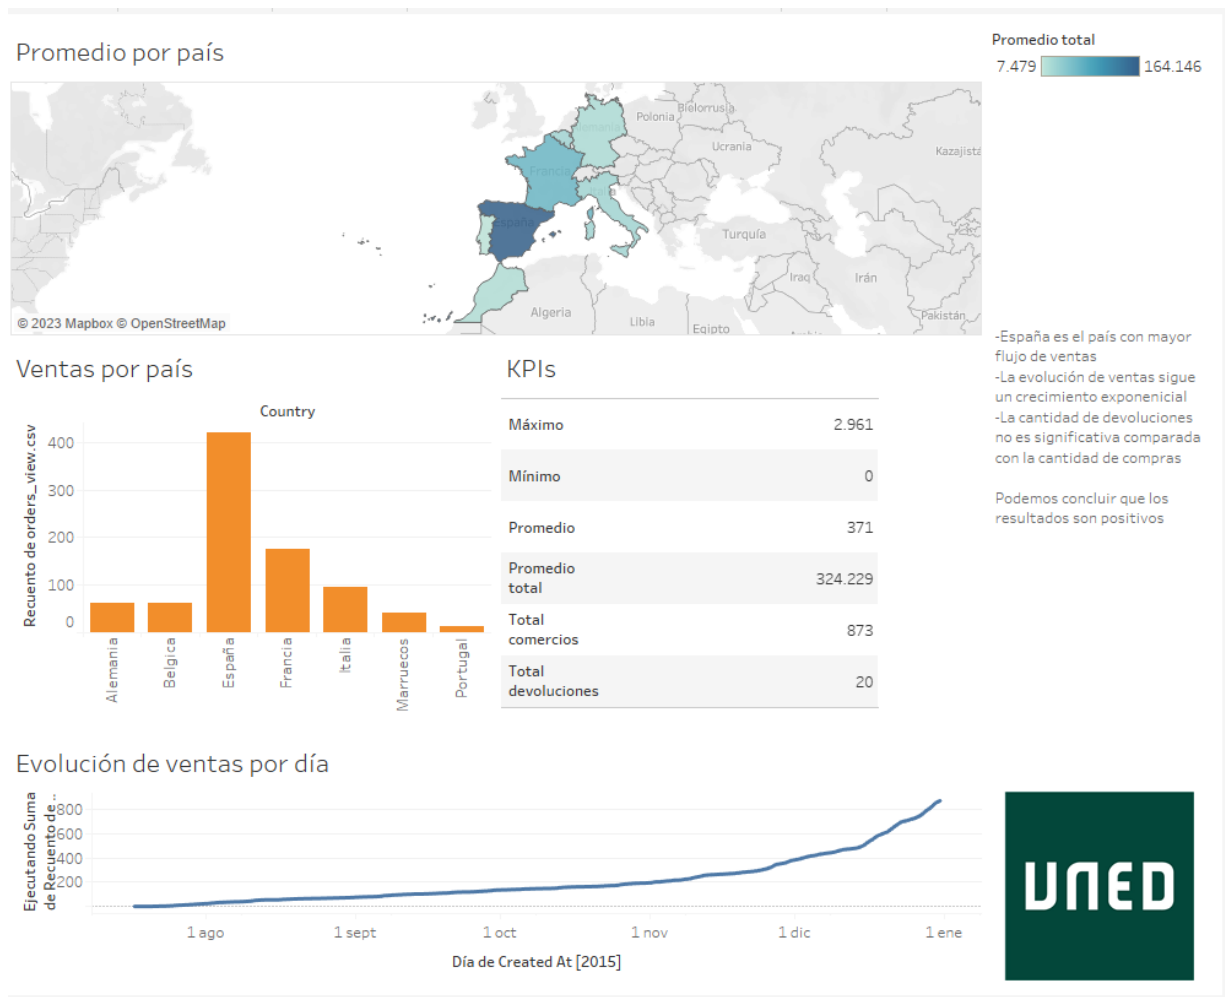 Promedio por país
Promedio total
7.479
164.146
Polonia
Bielorrusia
Alemania
Ucrania
Kazajistá
Francia
Italia
España
Turquía
Iraq
Irán
Argelia
Libia
Egipto
Pakistán
© 2023 Mapbox © OpenStreetMap
-España es el país con mayor
flujo de ventas
-La evolución de ventas sigue
un crecimiento exponenicial
-La cantidad de devoluciones
no es significativa comparada
con la cantidad de compras
Podemos concluir que los
resultados son positivos
Ventas por país
Country
Recuento de orders_view.csv
400
300
200
100
0
Alemania
Belgica
España
Francia
Italia
Marruecos
Portugal
KPIs
Máximo 2.961
Mínimo 0
Promedio 371
Promedio
total 324.229
Total
comercios 873
Total
devoluciones 20
Evolución de ventas por día
Ejecutando Suma
de Recuento de ..
800
600
400
200
1 ago
1 sept
1 oct
1 nov
1 dic
1 ene
Día de Created At [2015]
UNED